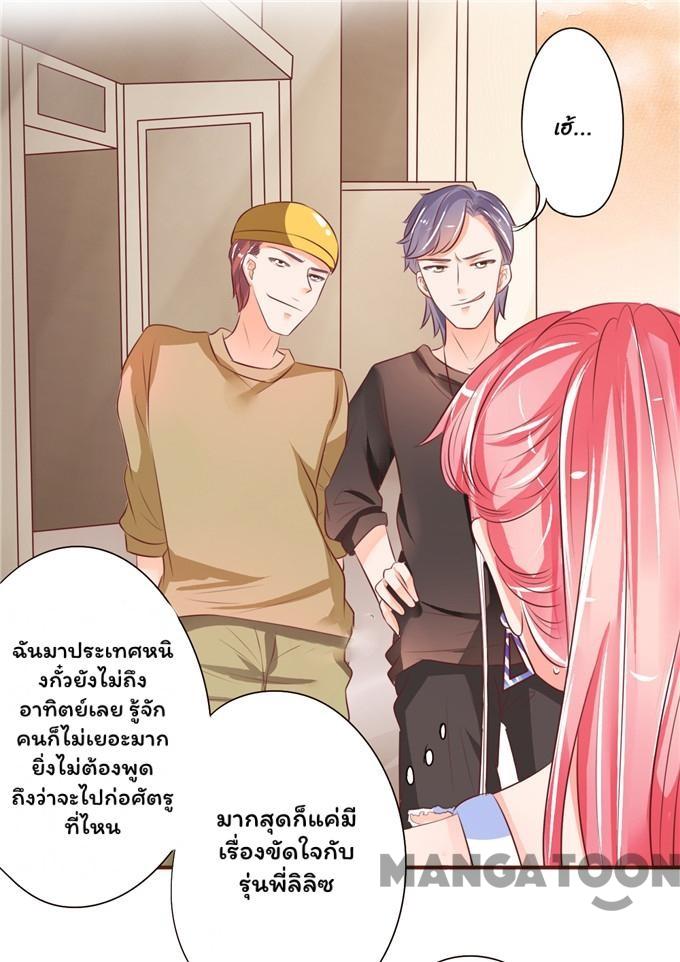 เฮ้...
ฉันมาประเทศหนิ
งกั๋วยังไม่ถึง
อาทิตย์เลย รู้จัก
คนก็ไม่เยอะมาก
ยิ่งไม่ต้องพูด
ถึงว่าจะไปก่อศัตรู
ที่ไหน
มากสุดก็แค่มี
เรื่องขัดใจกับ
รุ่นพี่ลิลิซ
MANGATOON